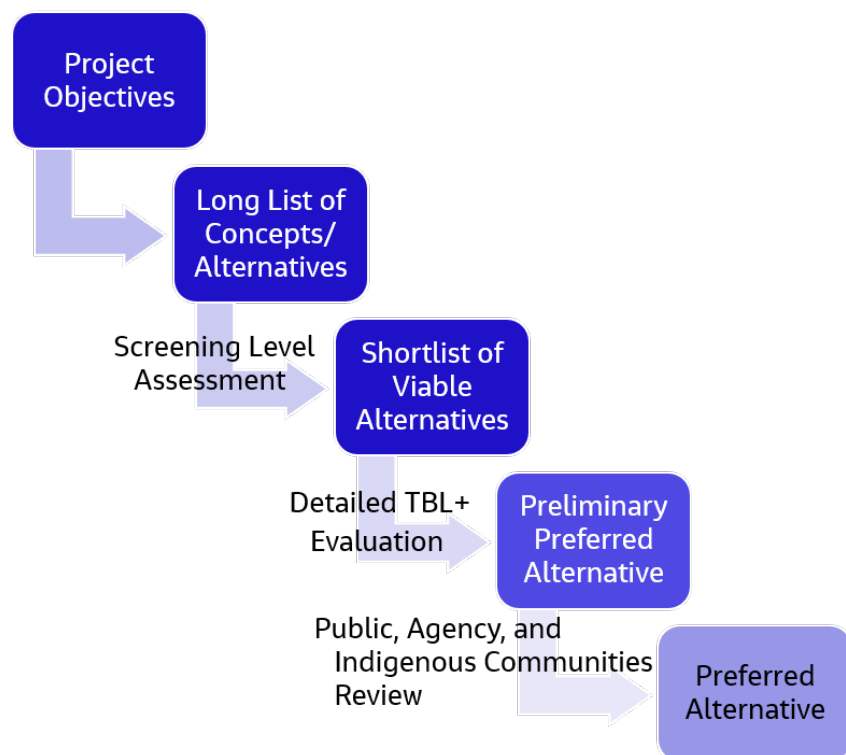 Project
Objectives
Long List of
Concepts/
Alternatives
Screening Level
Assessment
Shortlist of
Viable
Alternatives
Detailed TBL+
Evaluation
Preliminary
Preferred
Alternative
Public, Agency, and
Indigenous Communities
Review
Preferred
Alternative